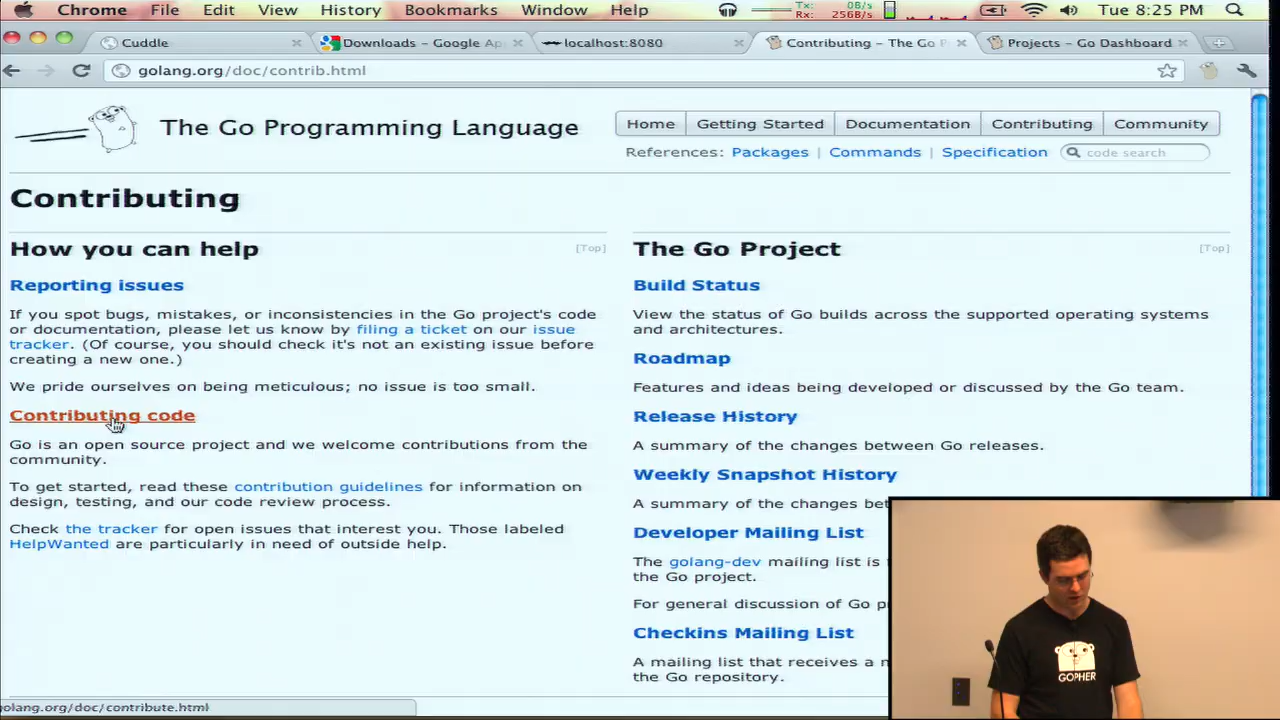 Chrome File Edit View History Bookmarks Window Help
Tx: 0B/s
Rx: 256B/s
Tue 8:25 PM
Cuddle
Downloads – Google Ap
localhost:8080
Contributing – The Go P
Projects – Go Dashboard
golang.org/doc/contrib.html
The Go Programming Language
Home Getting Started Documentation Contributing Community
References: Packages | Commands | Specification
code search
Contributing
How you can help
[Top]
Reporting issues
If you spot bugs, mistakes, or inconsistencies in the Go project's code
or documentation, please let us know by filing a ticket on our issue
tracker. (Of course, you should check it's not an existing issue before
creating a new one.)
We pride ourselves on being meticulous; no issue is too small.
Contributing code
Go is an open source project and we welcome contributions from the
community.
To get started, read these contribution guidelines for information on
design, testing, and our code review process.
Check the tracker for open issues that interest you. Those labeled
HelpWanted are particularly in need of outside help.
The Go Project
[Top]
Build Status
View the status of Go builds across the supported operating systems
and architectures.
Roadmap
Features and ideas being developed or discussed by the Go team.
Release History
A summary of the changes between Go releases.
Weekly Snapshot History
A summary of the changes
Developer Mailing List
The golang-dev mailing list is
the Go project.
For general discussion of Go
Checkins Mailing List
A mailing list that receives a
the Go repository.
golang.org/doc/contribute.html
GOPHER